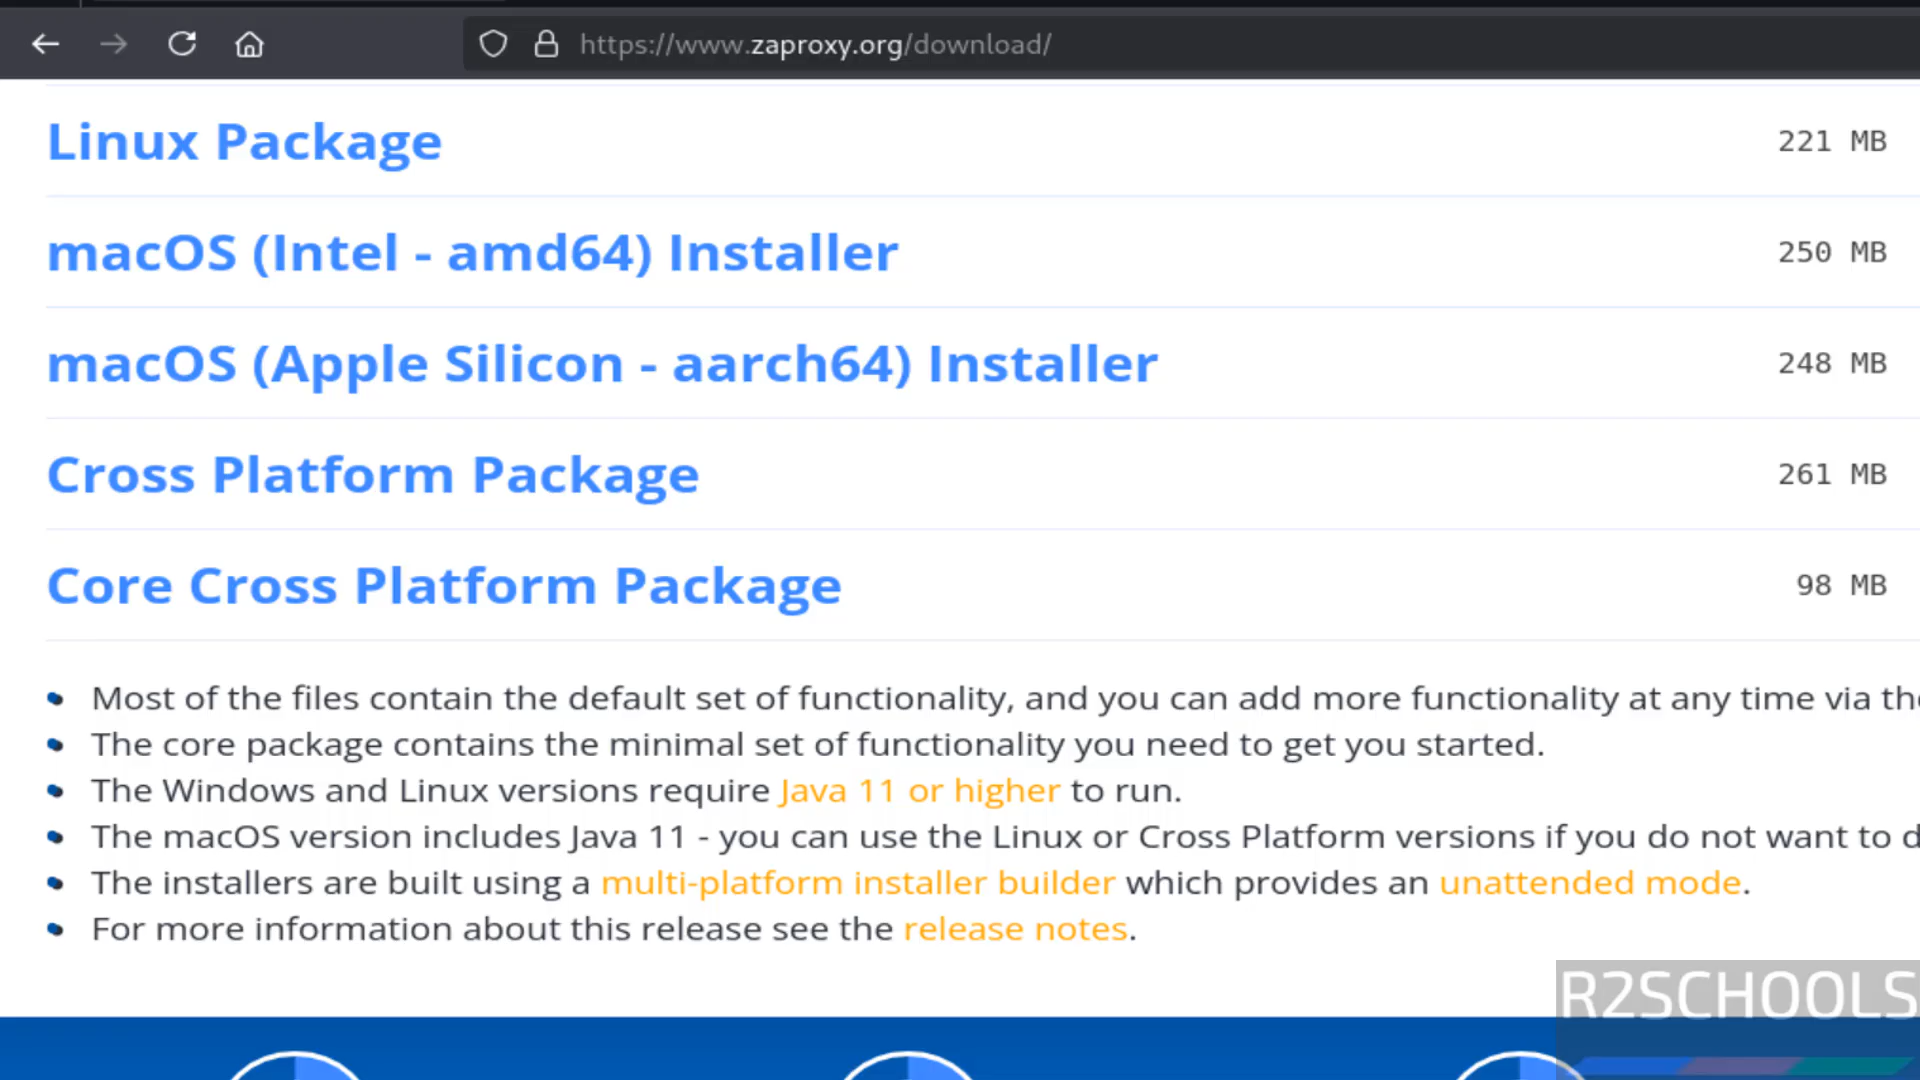 https://www.zaproxy.org/download/
Linux Package 221 MB
macOS (Intel - amd64) Installer 250 MB
macOS (Apple Silicon - aarch64) Installer 248 MB
Cross Platform Package 261 MB
Core Cross Platform Package 98 MB
Most of the files contain the default set of functionality, and you can add more functionality at any time via
The core package contains the minimal set of functionality you need to get you started.
The Windows and Linux versions require Java 11 or higher to run.
The macOS version includes Java 11 - you can use the Linux or Cross Platform versions if you do not want to
The installers are built using a multi-platform installer builder which provides an unattended mode.
For more information about this release see the release notes.
R2SCHOOLS